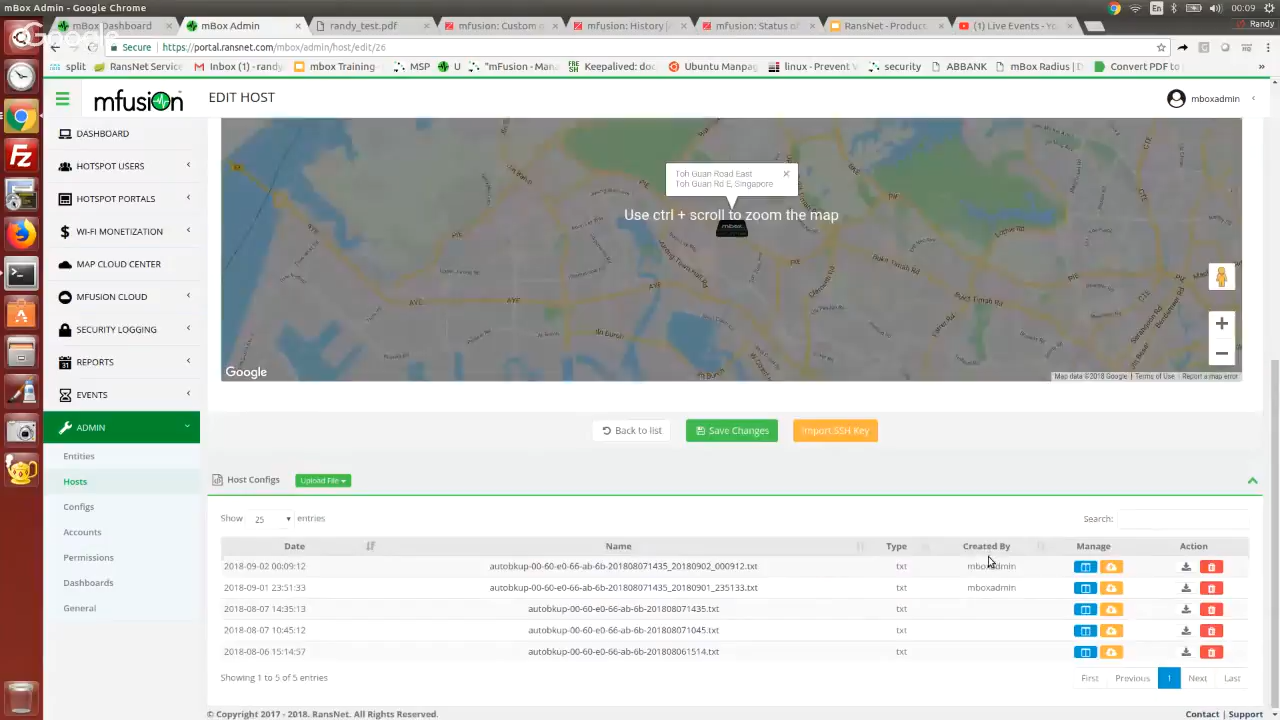 mBox Admin - Google Chrome
00:09
mBox Dashboard
mBox Admin
randy_test.pdf
mfusion: Custom
mfusion: History
mfusion: Status of
RansNet - Product
(1) Live Events - Yo
Randy
Secure
https://portal.ransnet.com/mbox/admin/host/edit/26
split
RansNet Service
Inbox (1) - randy
mbox Training
MSP
U
"mFusion - Mana
Keepalived: doc
Ubuntu Manpag
linux - Prevent
security
ABBANK
mBox Radius
Convert PDF to
mfusion
EDIT HOST
mboxadmin
DASHBOARD
HOTSPOT USERS
HOTSPOT PORTALS
WI-FI MONETIZATION
MAP CLOUD CENTER
MFUSION CLOUD
SECURITY LOGGING
REPORTS
EVENTS
ADMIN
Entities
Hosts
Configs
Accounts
Permissions
Dashboards
General
Toh Guan Road East
Toh Guan Rd E, Singapore
Use ctrl + scroll to zoom the map
mbox
PIE
AYE
AYE
Google
Map data ©2018 Google
Terms of Use
Report a map error
Back to list
Save Changes
Import SSH Key
Host Configs
Upload File
Show 25 entries
Search:
Date Name Type Created By Manage Action
2018-09-02 00:09:12 autobkup-00-60-e0-66-ab-6b-201808071435_20180902_000912.txt txt mboxadmin
2018-09-01 23:51:33 autobkup-00-60-e0-66-ab-6b-201808071435_20180901_235133.txt txt mboxadmin
2018-08-07 14:35:13 autobkup-00-60-e0-66-ab-6b-201808071435.txt txt
2018-08-07 10:45:12 autobkup-00-60-e0-66-ab-6b-201808071045.txt txt
2018-08-06 15:14:57 autobkup-00-60-e0-66-ab-6b-201808061514.txt txt
Showing 1 to 5 of 5 entries
First Previous 1 Next Last
© Copyright 2017 - 2018. RansNet. All Rights Reserved.
Contact | Support